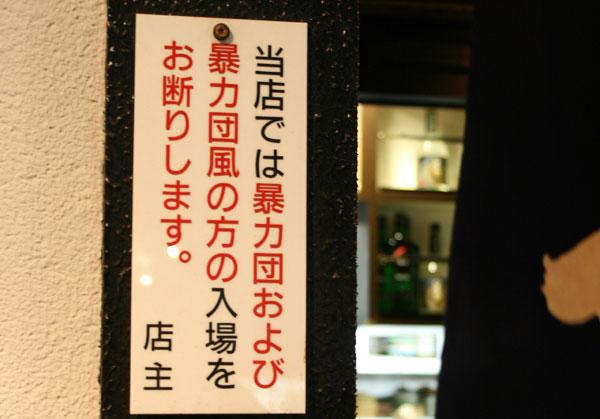 当店では暴力団および
暴力団風の方の入場を
お断りします。
店主